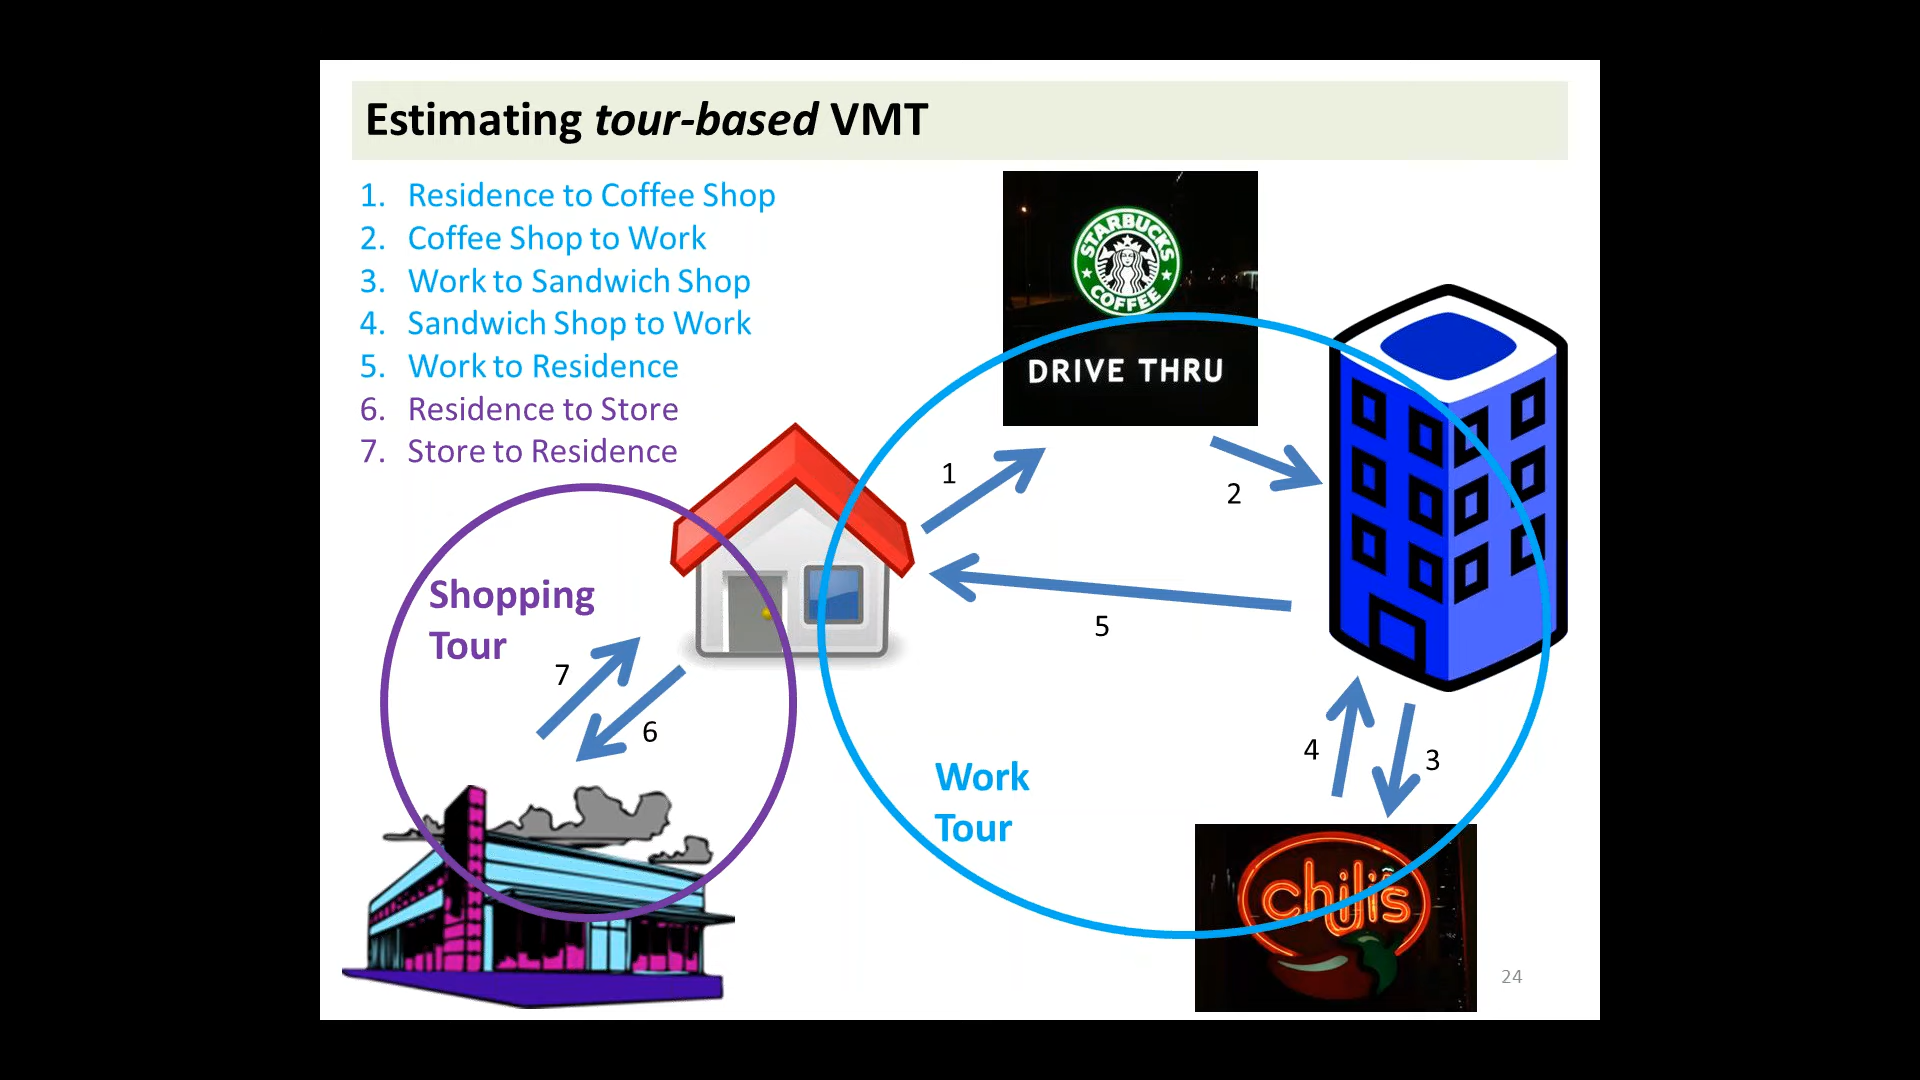 Estimating tour-based VMT
1. Residence to Coffee Shop
2. Coffee Shop to Work
3. Work to Sandwich Shop
4. Sandwich Shop to Work
5. Work to Residence
6. Residence to Store
7. Store to Residence
STARBUCKS
COFFEE
DRIVE THRU
1
2
5
Shopping
Tour
7
6
4
3
Work
Tour
chili's
24